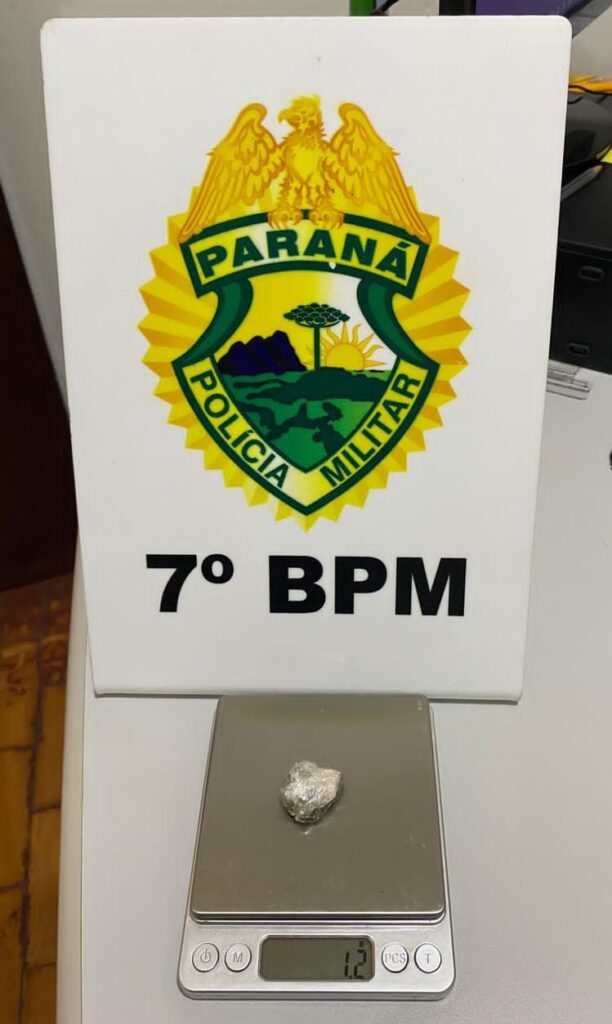 PARANÁ
POLÍCIA MILITAR
7º BPM
1.2
M
PCS
T